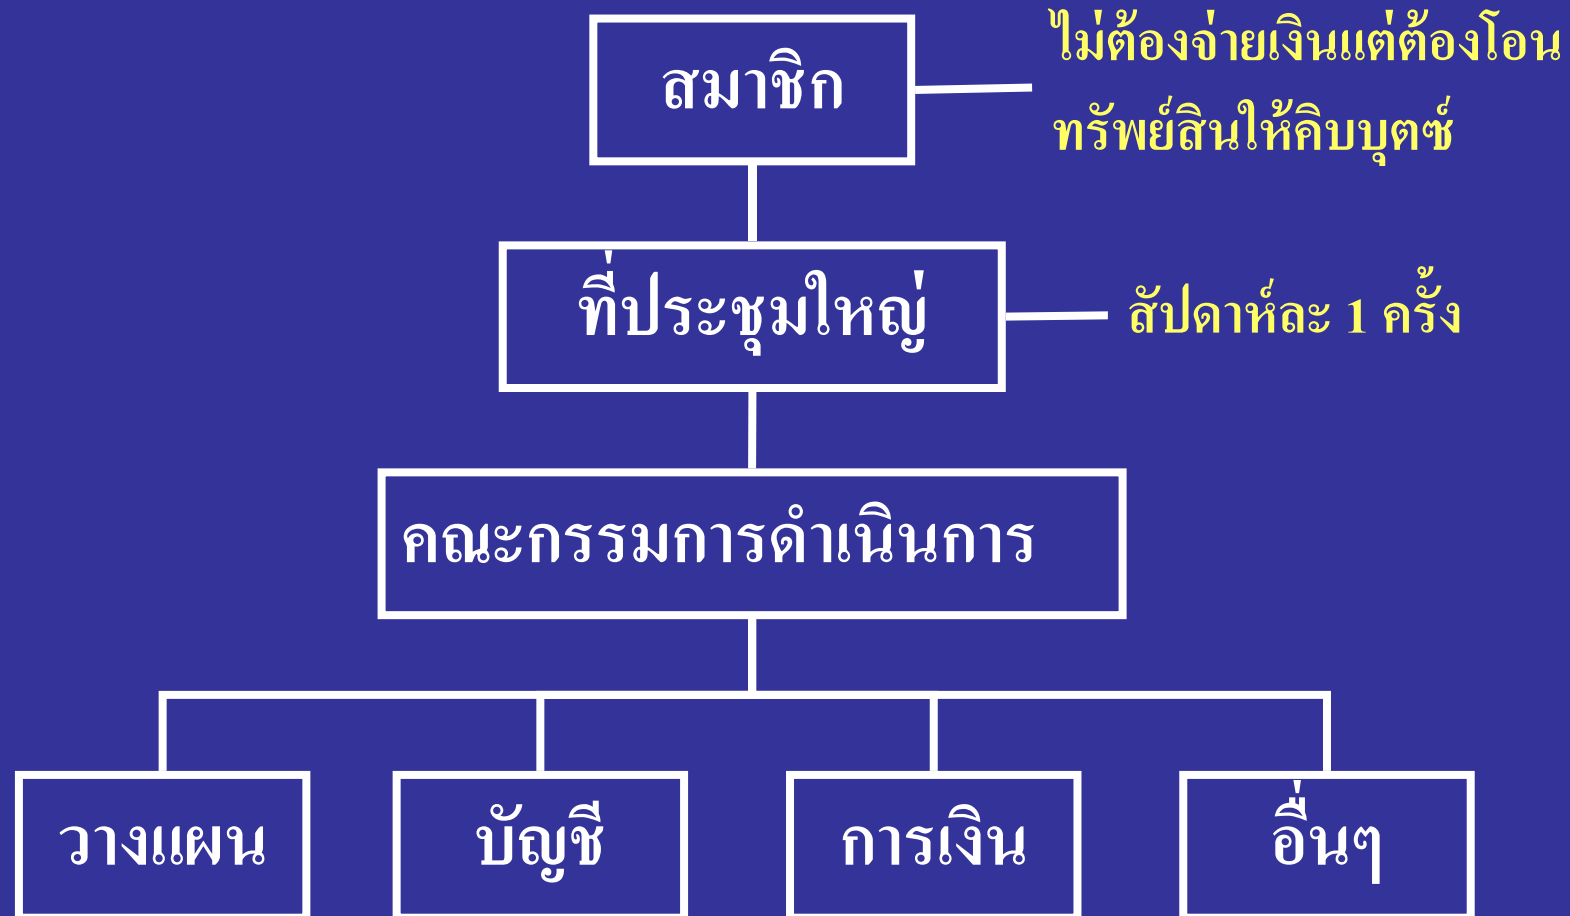 สมาชิก
ไม่ต้องจ่ายเงินแต่ต้องโอน
ทรัพย์สินให้คิบบุตซ์
ที่ประชุมใหญ่
สัปดาห์ละ 1 ครั้ง
คณะกรรมการดำเนินการ
วางแผน
บัญชี
การเงิน
อื่นๆ